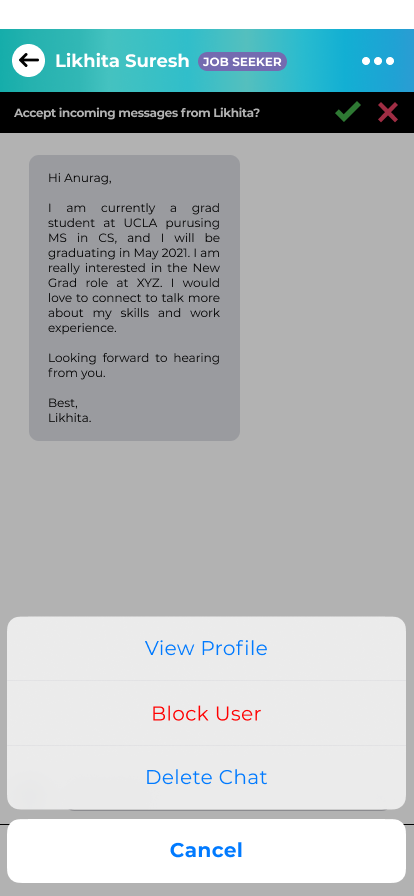 Likhita Suresh JOB SEEKER
Accept incoming messages from Likhita?
Hi Anurag,
I am currently a grad
student at UCLA purusing
MS in CS, and I will be
graduating in May 2021. I am
really interested in the New
Grad role at XYZ. I would
love to connect to talk more
about my skills and work
experience.
Looking forward to hearing
from you.
Best,
Likhita.
View Profile
Block User
Delete Chat
Cancel